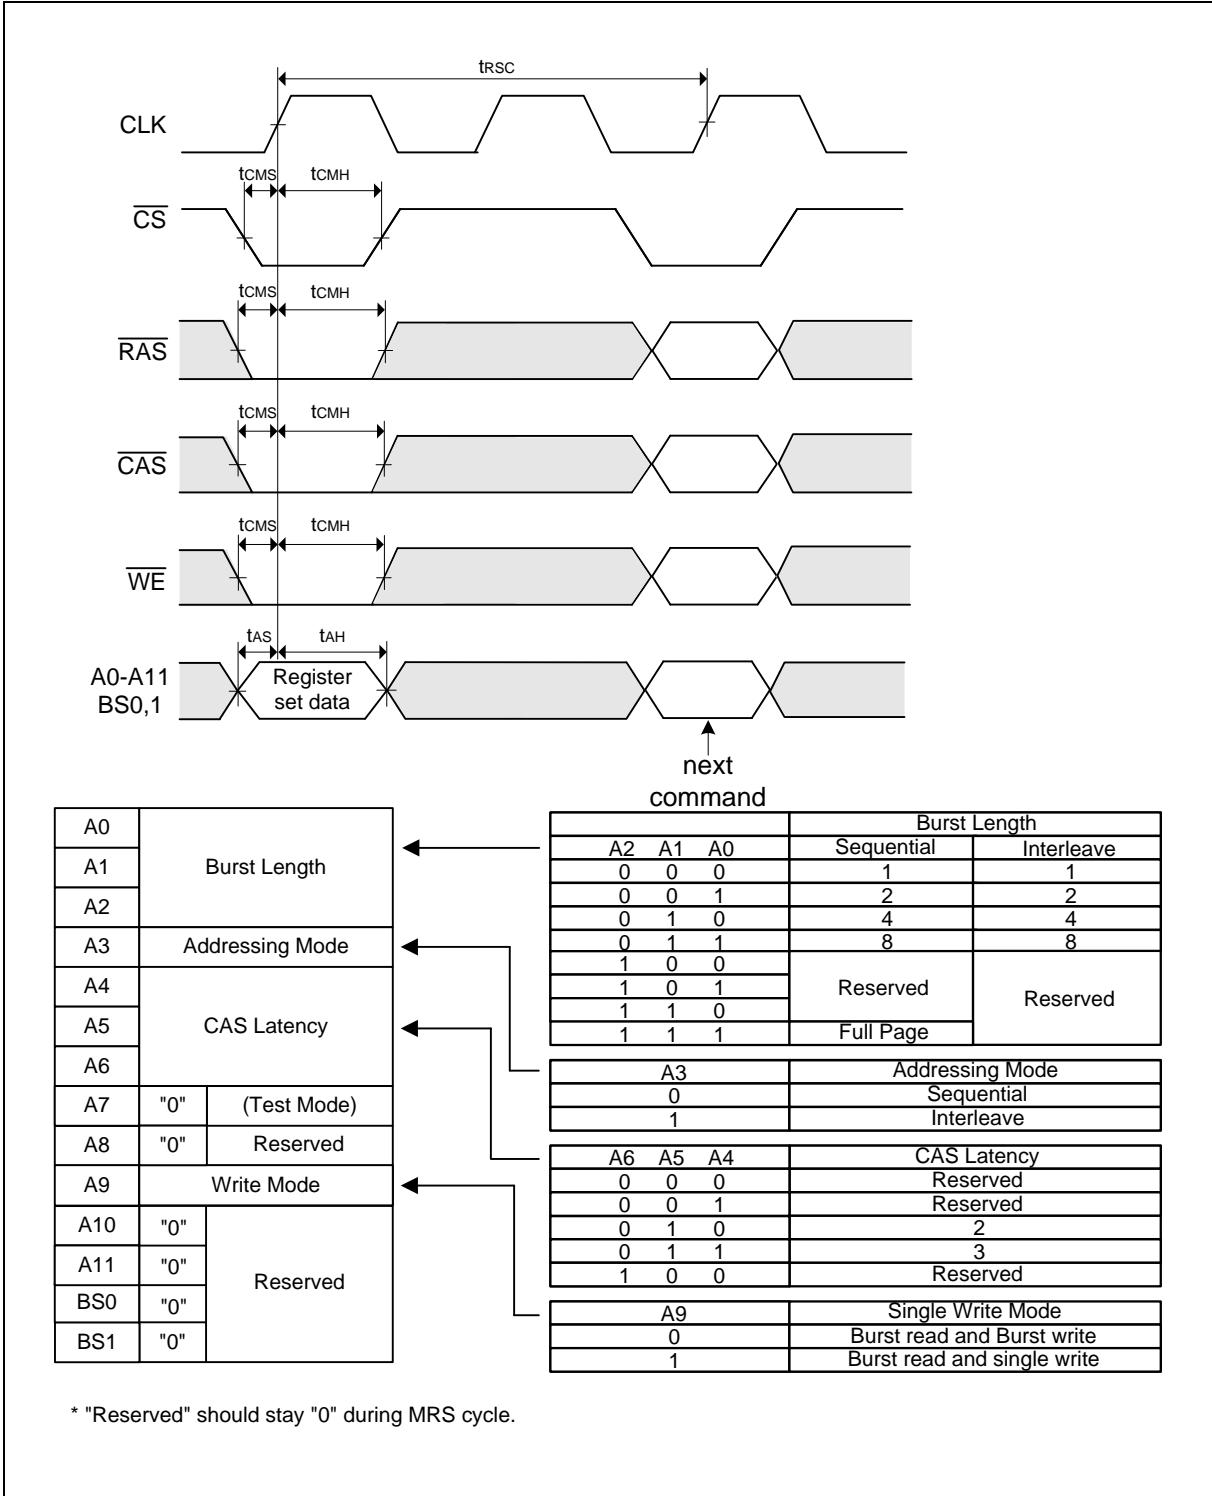 tRSC
CLK
tCMS tCMH
CS
tCMS tCMH
RAS
tCMS tCMH
CAS
tCMS tCMH
WE
tAS tAH
A0-A11
BS0,1
Register
set data
next
command
A0
A1
A2
Burst Length
A3 Addressing Mode
A4
A5
A6
CAS Latency
A7 "0" (Test Mode)
A8 "0" Reserved
A9 Write Mode
A10 "0"
A11 "0"
BS0 "0"
BS1 "0"
Reserved
Burst Length
A2 A1 A0 Sequential Interleave
0 0 0 1 1
0 0 1 2 2
0 1 0 4 4
0 1 1 8 8
1 0 0
1 0 1 Reserved Reserved
1 1 0
1 1 1 Full Page
A3 Addressing Mode
0 Sequential
1 Interleave
A6 A5 A4 CAS Latency
0 0 0 Reserved
0 0 1 Reserved
0 1 0 2
0 1 1 3
1 0 0 Reserved
A9 Single Write Mode
0 Burst read and Burst write
1 Burst read and single write
* "Reserved" should stay "0" during MRS cycle.